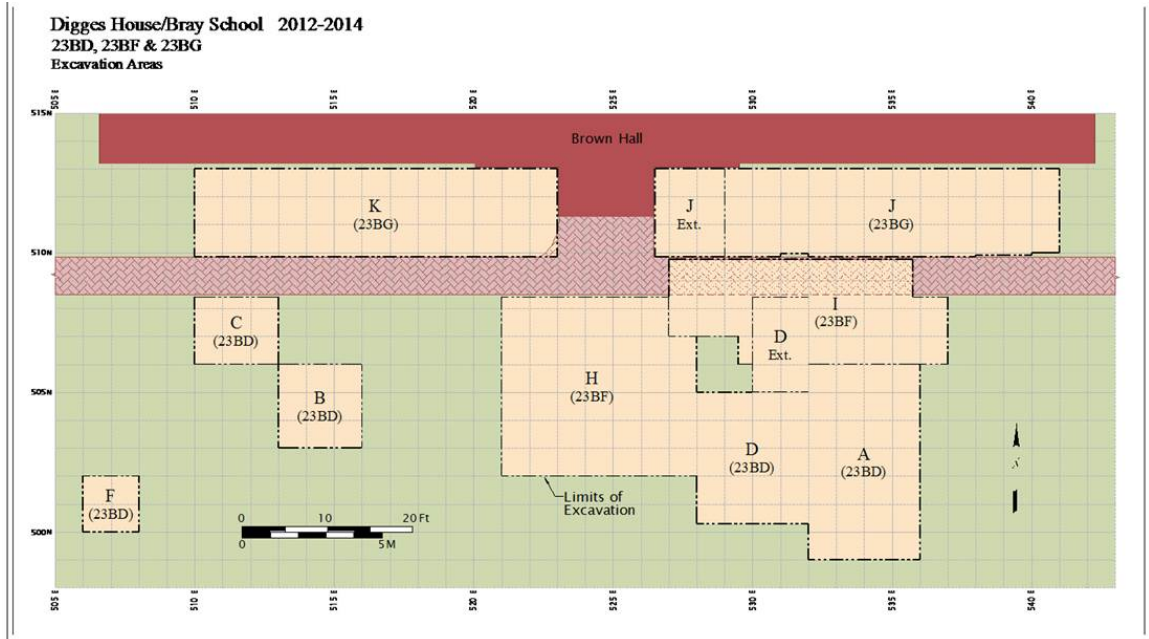 Digges House/Bray School 2012-2014
23BD, 23BF & 23BG
Excavation Areas
505 E
510 E
515 E
520 E
525 E
530 E
535 E
540 E
515N
Brown Hall
K
(23BG)
J
Ext.
J
(23BG)
510N
C
(23BD)
I
(23BF)
D
Ext.
505N
B
(23BD)
H
(23BF)
D
(23BD)
A
(23BD)
F
(23BD)
Limits of
Excavation
N
500N
0 10 20 Ft
0 5 M
505 E
510 E
515 E
520 E
525 E
530 E
535 E
540 E